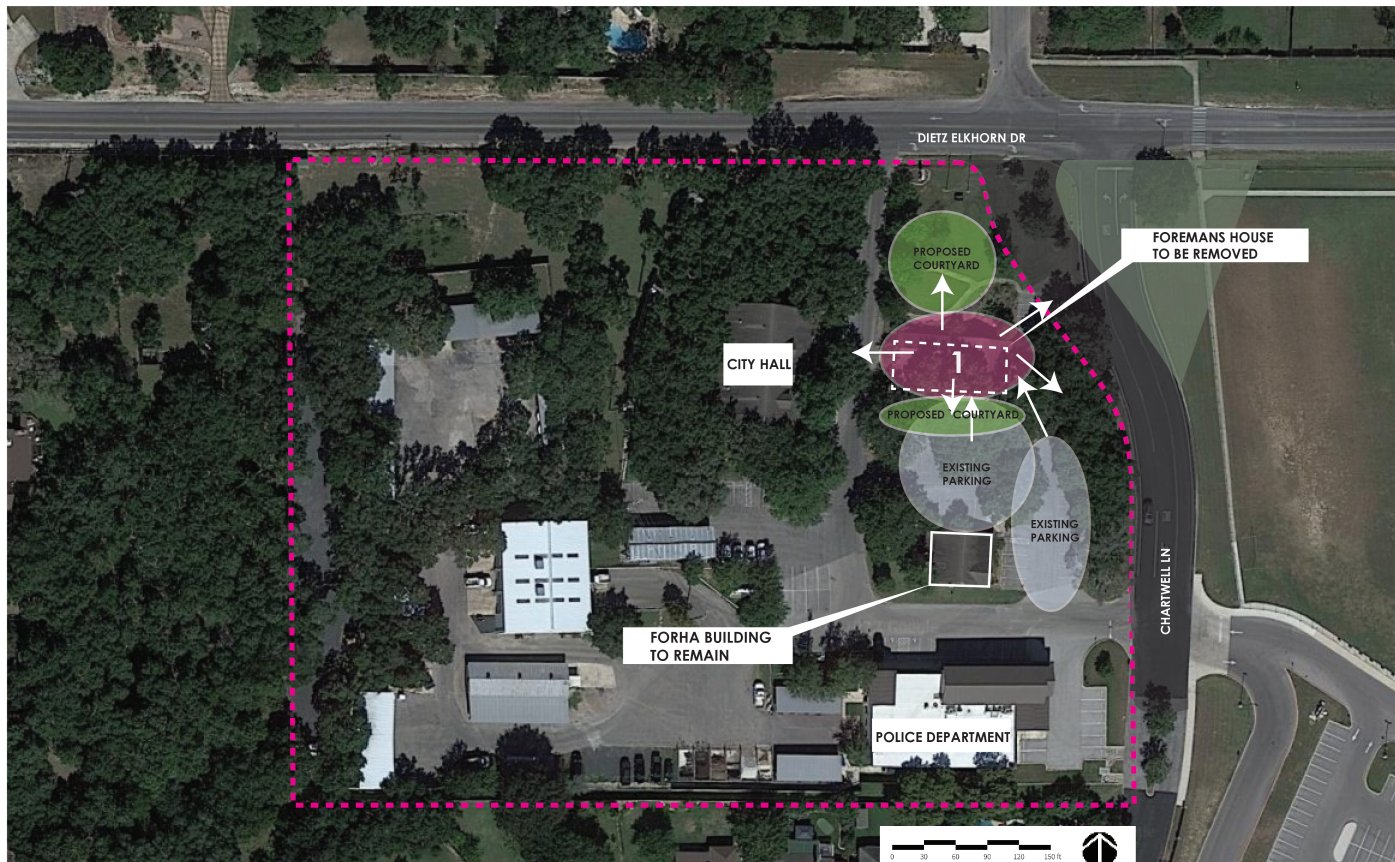 DIETZ ELKHORN DR
FOREMANS HOUSE
TO BE REMOVED
PROPOSED
COURTYARD
CITY HALL
1
PROPOSED COURTYARD
EXISTING
PARKING
EXISTING
PARKING
CHARTWELL LN
FORHA BUILDING
TO REMAIN
POLICE DEPARTMENT
0 30 60 90 120 150 ft